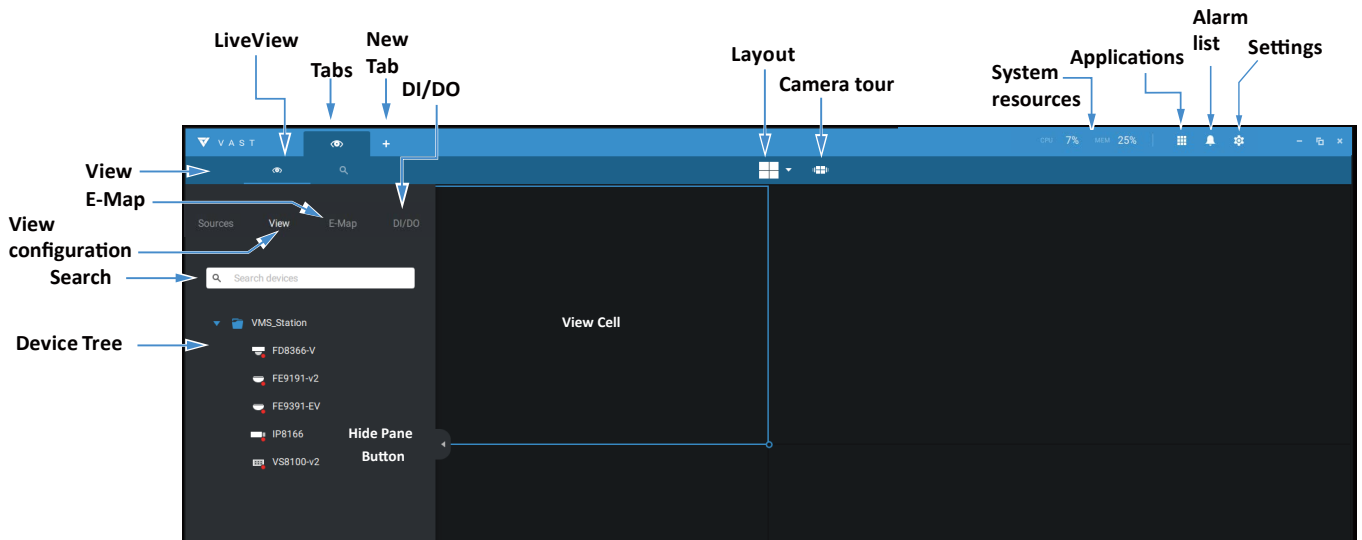 Alarm
list
LiveView
New
Tab
Settings
Layout
Applications
Tabs
System
resources
Camera tour
DI/DO
VAST
+
CPU 7% MEM 25%
View
E-Map
View
configuration
Sources View E-Map DI/DO
Search
Search devices
VMS_Station
View Cell
Device Tree
FD8366-V
FE9191-v2
FE9391-EV
IP8166
Hide Pane
Button
VS8100-v2